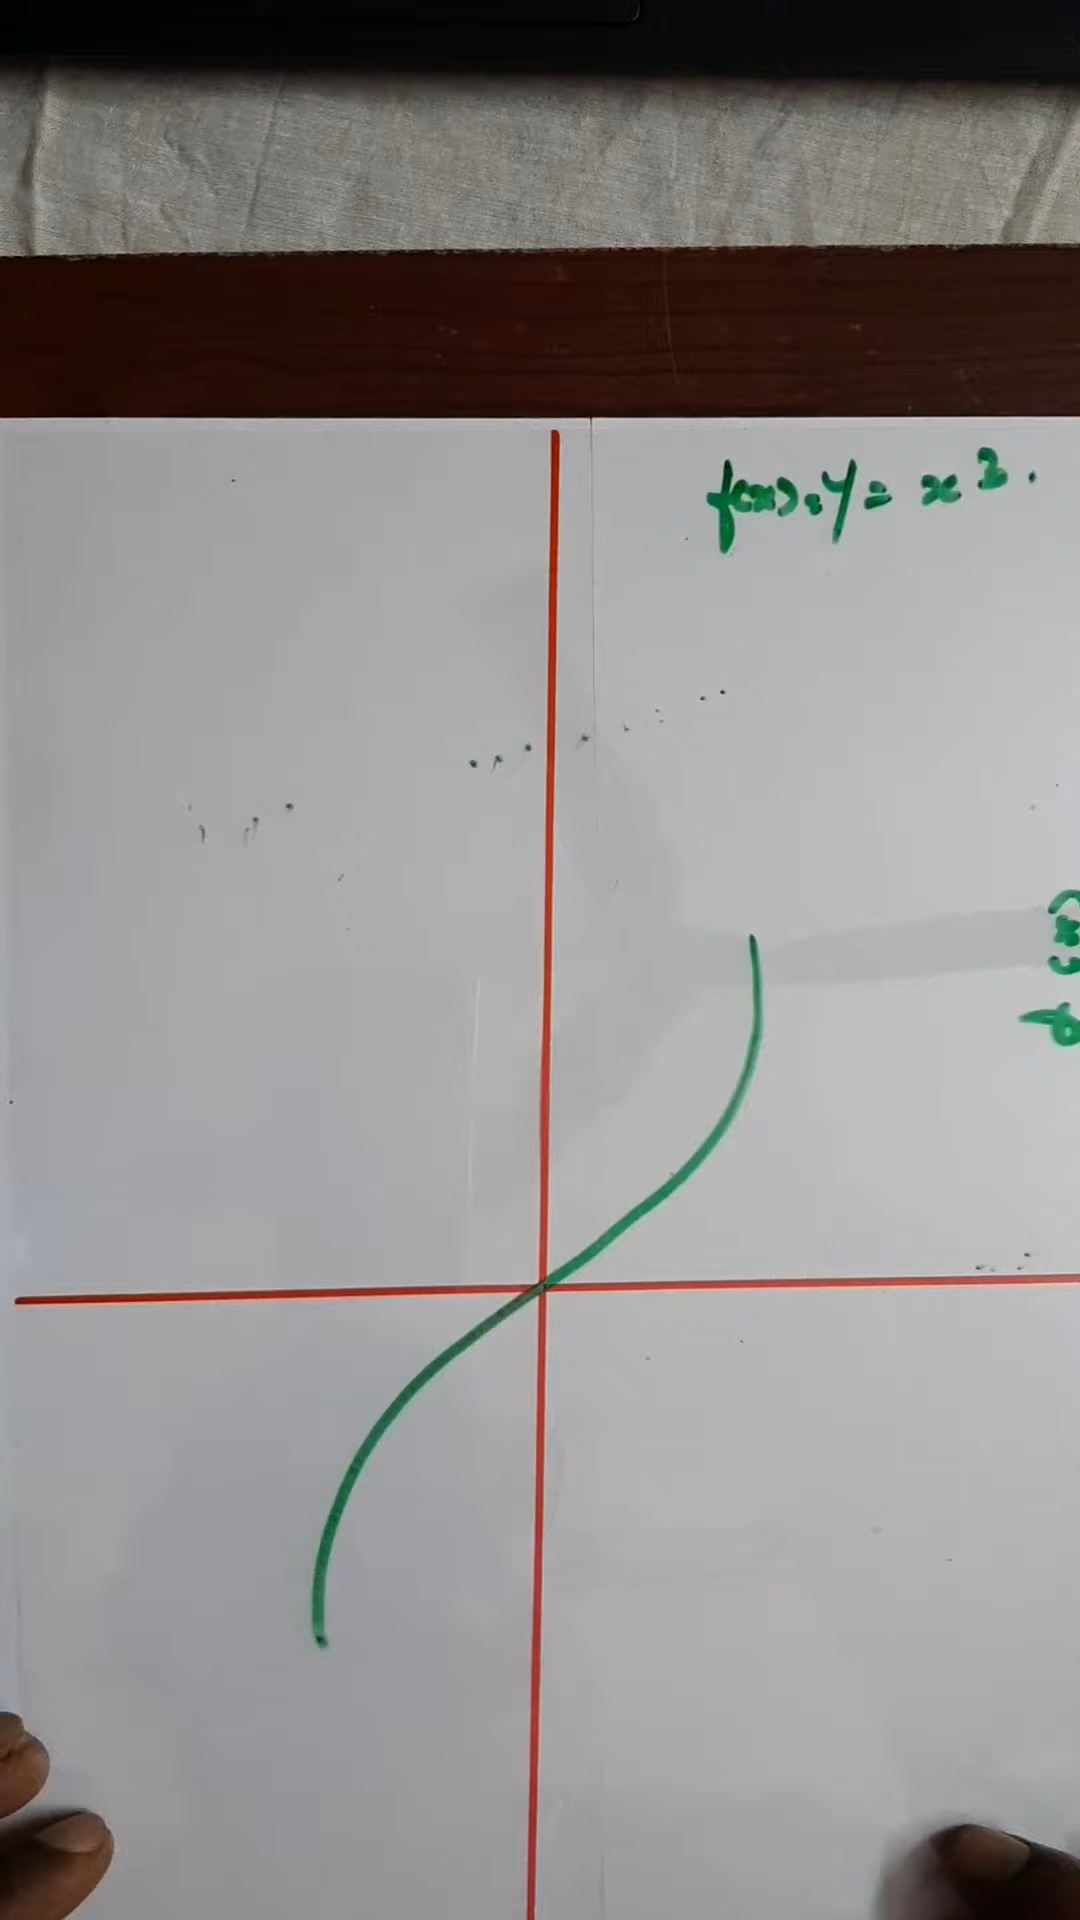 f(x)=y = x³.
f(x)